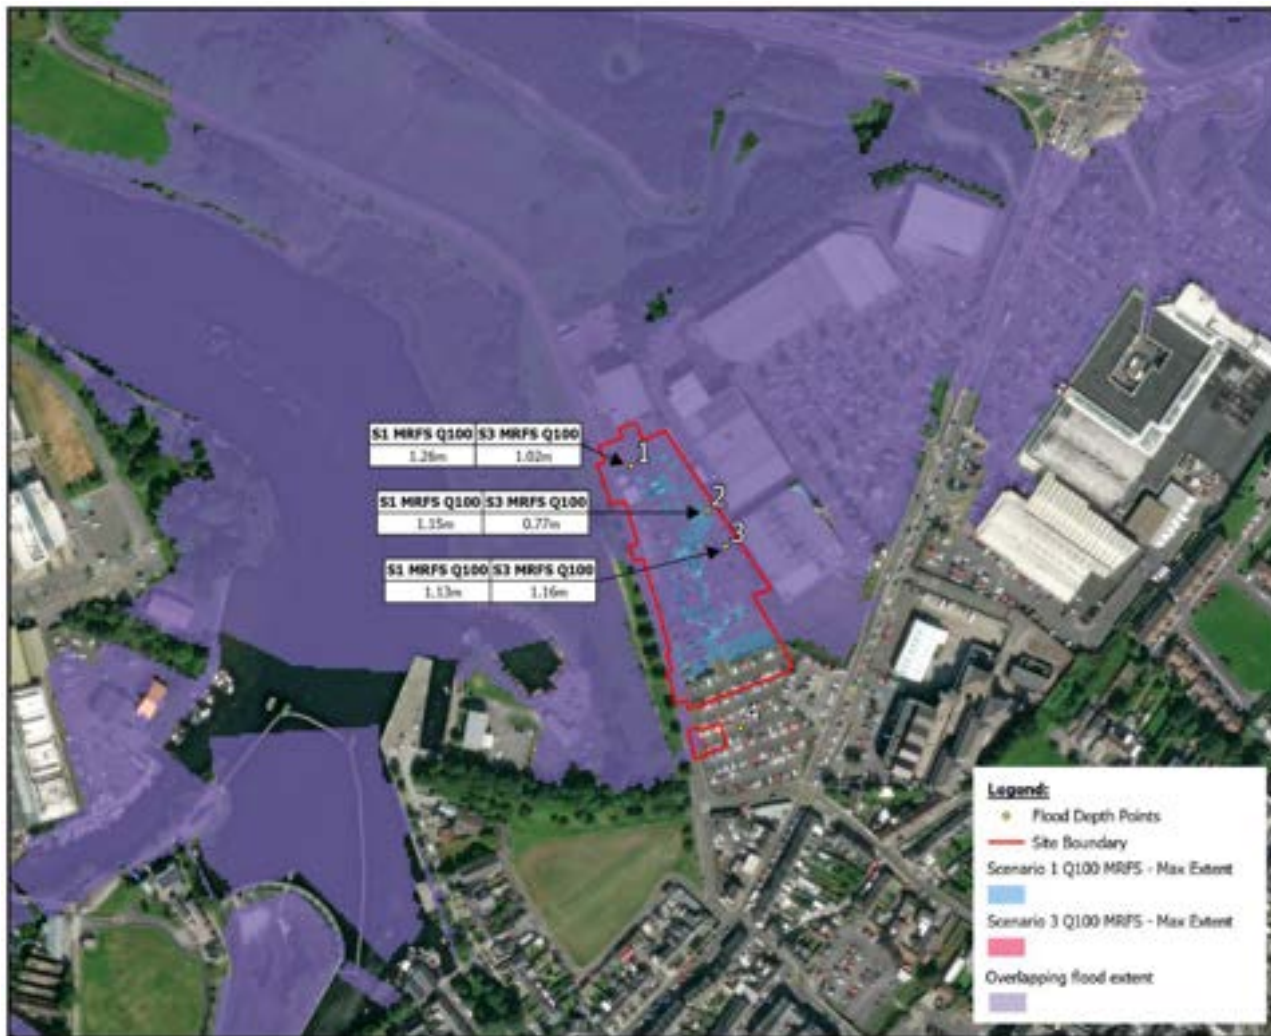 S1 MRFS Q100 S3 MRFS Q100
1.26m 1.02m
1
S1 MRFS Q100 S3 MRFS Q100
1.15m 0.77m
2
S1 MRFS Q100 S3 MRFS Q100
1.13m 1.16m
3
Legend:
Flood Depth Points
Site Boundary
Scenario 1 Q100 MRFS - Max Extent
Scenario 3 Q100 MRFS - Max Extent
Overlapping flood extent